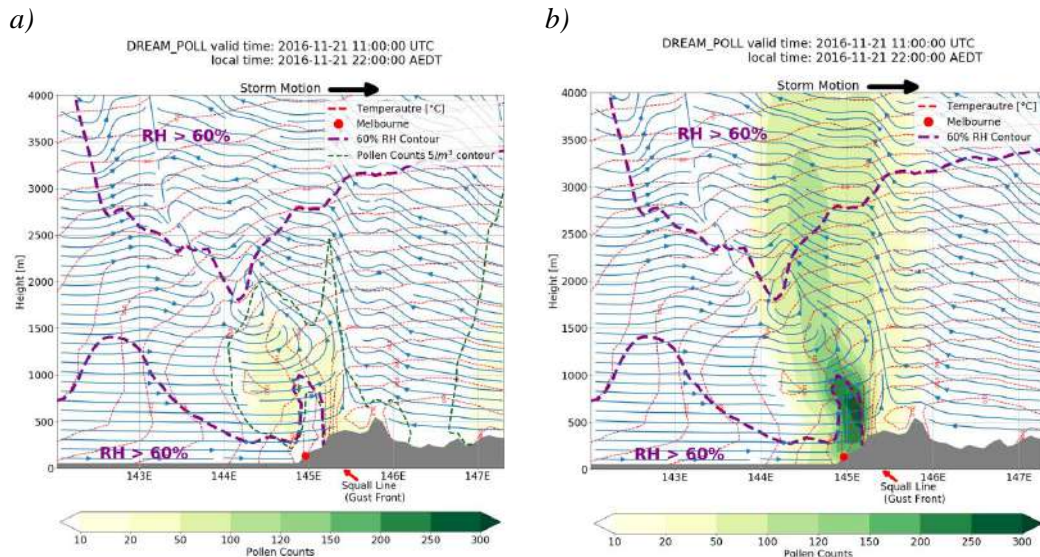 a)
DREAM_POLL valid time: 2016-11-21 11:00:00 UTC
local time: 2016-11-21 22:00:00 AEDT
Storm Motion
4000
3500
3000
2500
2000
1500
1000
500
0
Height [m]
RH > 60%
RH > 60%
Temperautre [°C]
Melbourne
60% RH Contour
Pollen Counts 5/m³ contour
143E
144E
145E
146E
147E
Squall Line
(Gust Front)
10
20
50
100
120
150
200
250
300
Pollen Counts
b)
DREAM_POLL valid time: 2016-11-21 11:00:00 UTC
local time: 2016-11-21 22:00:00 AEDT
Storm Motion
4000
3500
3000
2500
2000
1500
1000
500
0
Height [m]
RH > 60%
RH > 60%
Temperautre [°C]
Melbourne
60% RH Contour
143E
144E
145E
146E
147E
Squall Line
(Gust Front)
10
20
50
100
120
150
200
250
300
Pollen Counts